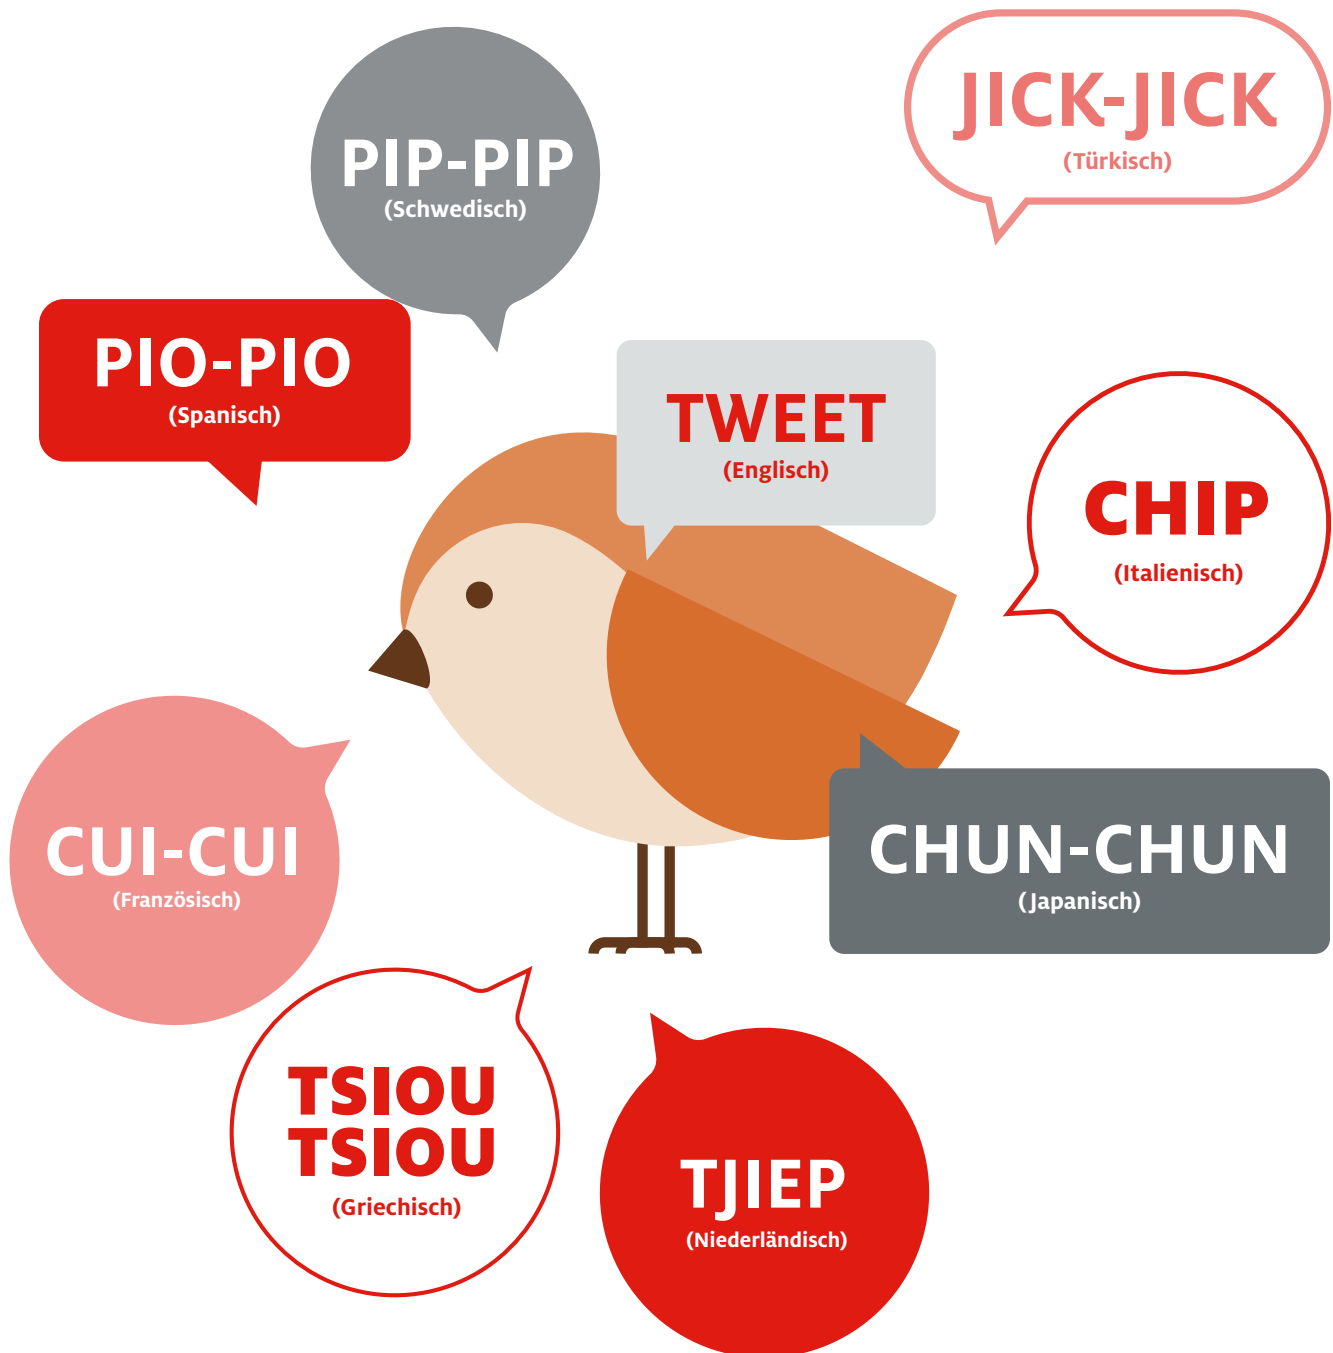 JICK-JICK
(Türkisch)
PIP-PIP
(Schwedisch)
PIO-PIO
(Spanisch)
TWEET
(Englisch)
CHIP
(Italienisch)
CUI-CUI
(Französisch)
CHUN-CHUN
(Japanisch)
TSIOU
TSIOU
(Griechisch)
TJIEP
(Niederländisch)